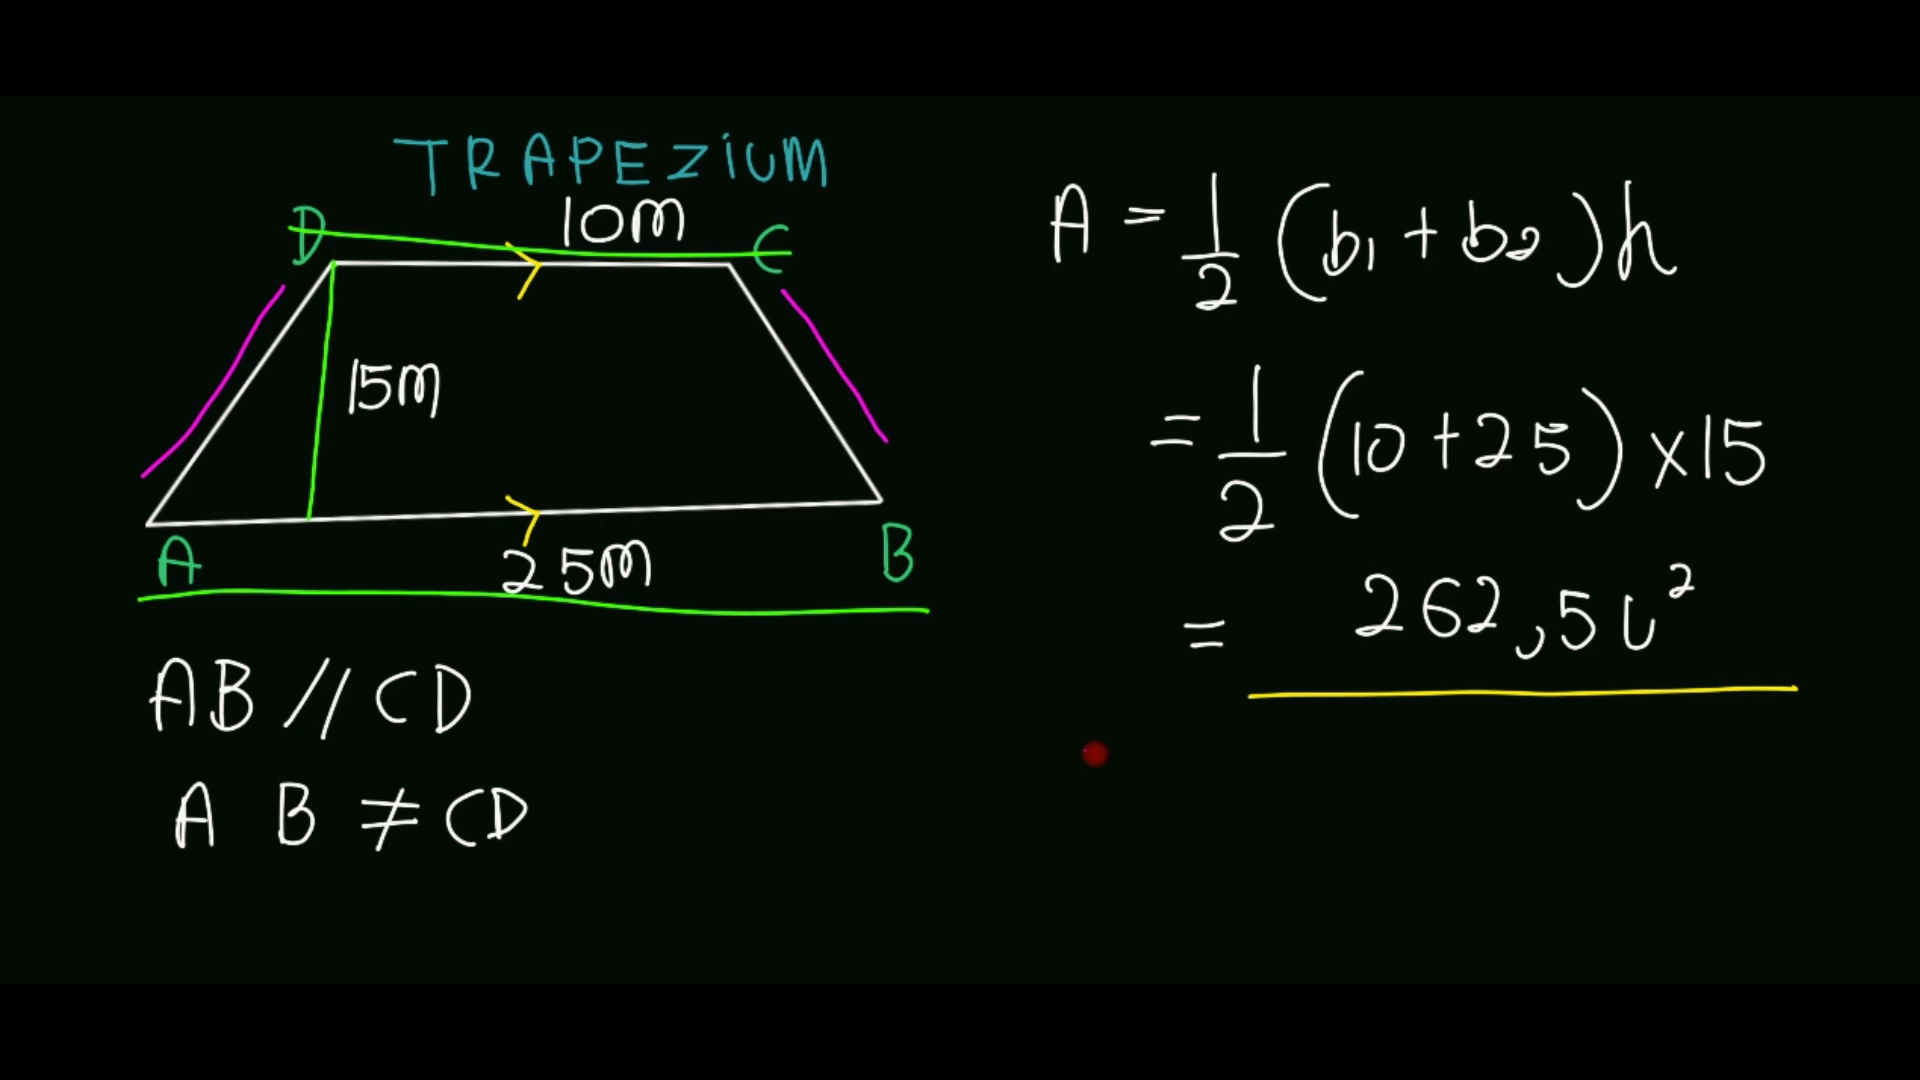 TRAPEZIUM
10m
D C
15m
A B
25m
AB // CD
A B ≠ CD
A = 1/2 (b1 + b2) h
= 1/2 (10 + 25) x 15
= 262,5 u²